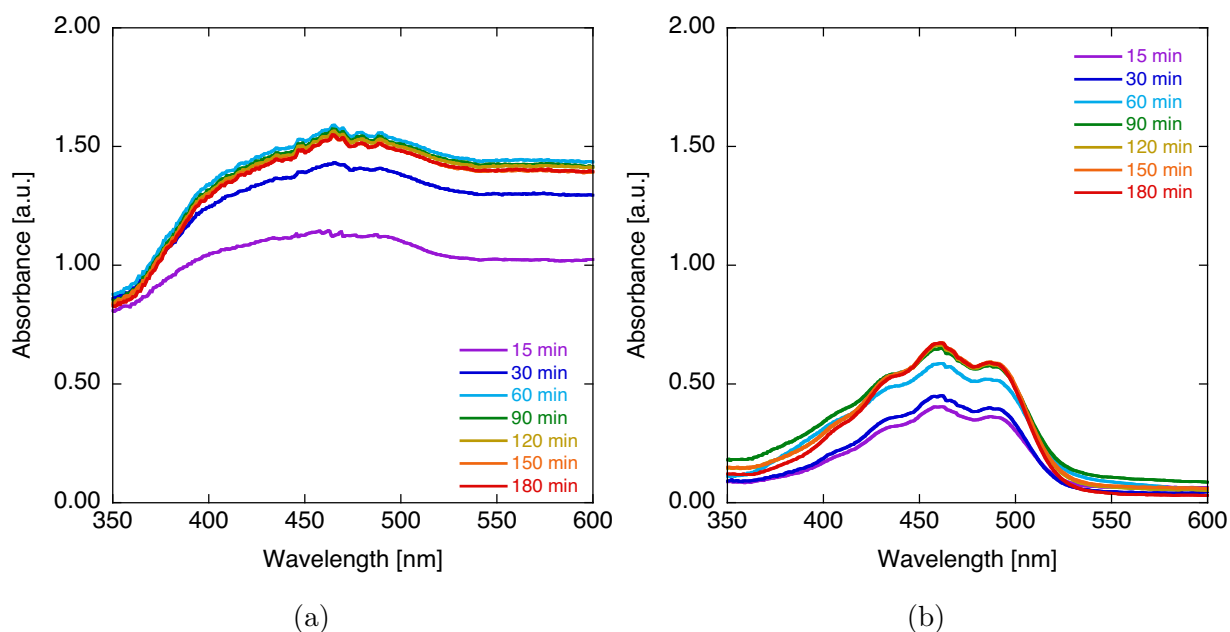 2.00
1.50
1.00
0.50
0.00
Absorbance [a.u.]
350 400 450 500 550 600
Wavelength [nm]
15 min
30 min
60 min
90 min
120 min
150 min
180 min
(a)
2.00
1.50
1.00
0.50
0.00
Absorbance [a.u.]
350 400 450 500 550 600
Wavelength [nm]
15 min
30 min
60 min
90 min
120 min
150 min
180 min
(b)